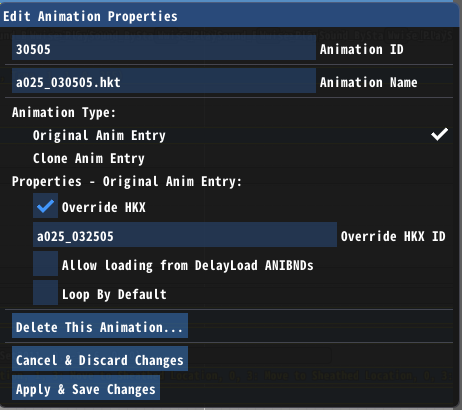 Edit Animation Properties
30505 Animation ID
a025_030505.hkt Animation Name
Animation Type:
Original Anim Entry
Clone Anim Entry
Properties - Original Anim Entry:
Override HKX
a025_032505 Override HKX ID
Allow loading from DelayLoad ANIBNDs
Loop By Default
Delete This Animation...
Cancel & Discard Changes
Apply & Save Changes